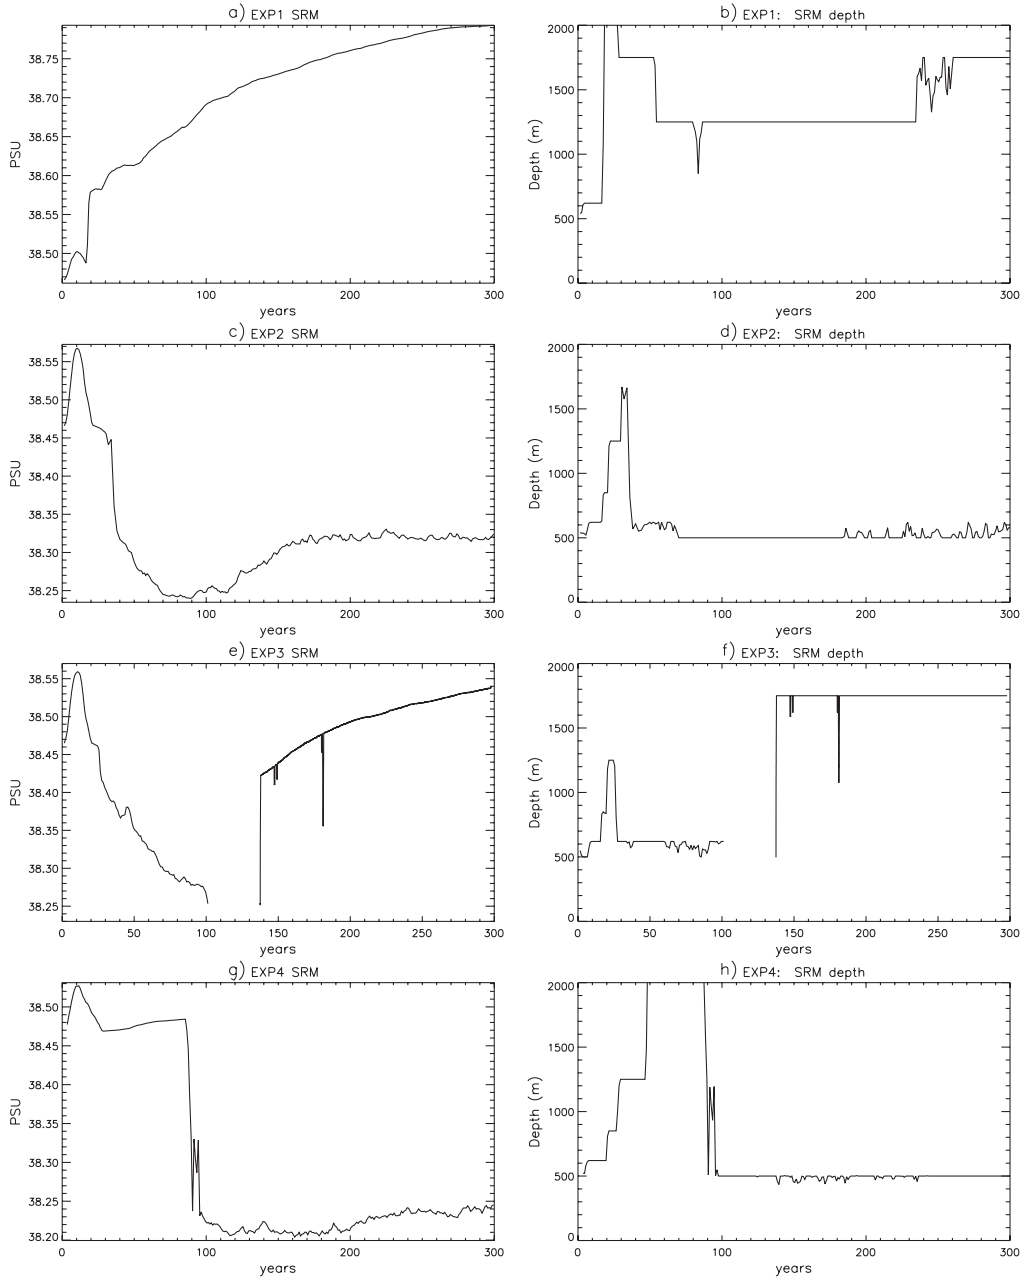 a) EXP1 SRM
b) EXP1: SRM depth
PSU
38.75
38.70
38.65
38.60
38.55
38.50
0 100 200 300
years
Depth (m)
2000
1500
1000
500
0
0 100 200 300
years
c) EXP2 SRM
d) EXP2: SRM depth
PSU
38.55
38.50
38.45
38.40
38.35
38.30
38.25
0 100 200 300
years
Depth (m)
2000
1500
1000
500
0
0 100 200 300
years
e) EXP3 SRM
f) EXP3: SRM depth
PSU
38.55
38.50
38.45
38.40
38.35
38.30
38.25
0 50 100 150 200 250 300
years
Depth (m)
2000
1500
1000
500
0
0 50 100 150 200 250 300
years
g) EXP4 SRM
h) EXP4: SRM depth
PSU
38.50
38.45
38.40
38.35
38.30
38.25
38.20
0 100 200 300
years
Depth (m)
2000
1500
1000
500
0
0 100 200 300
years